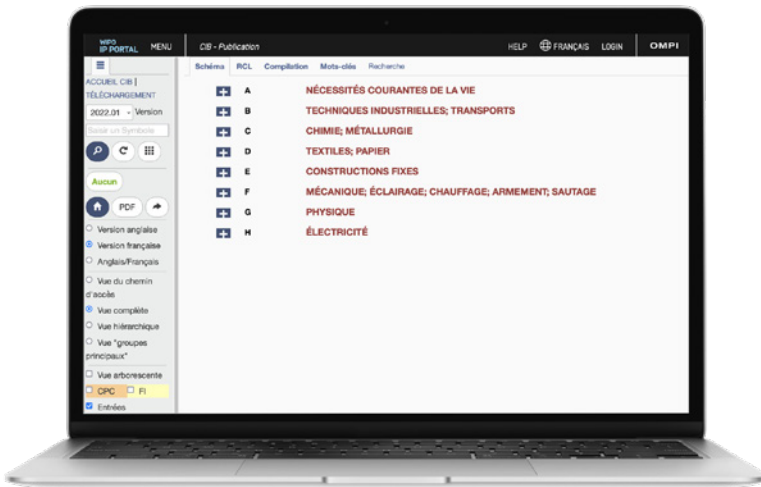 WIPO
IP PORTAL MENU CIB - Publication HELP FRANÇAIS LOGIN OMPI
Schéma RCL Compilation Mots-clés Recherche
ACCUEIL CIB |
TÉLÉCHARGEMENT
2022.01 Version
Saisir un Symbole
Aucun
PDF
Version anglaise
Version française
Anglais/Français
Vue du chemin
d'accès
Vue complète
Vue hiérarchique
Vue "groupes
principaux"
Vue arborescente
CPC FI
Entrées
A NÉCESSITÉS COURANTES DE LA VIE
B TECHNIQUES INDUSTRIELLES; TRANSPORTS
C CHIMIE; MÉTALLURGIE
D TEXTILES; PAPIER
E CONSTRUCTIONS FIXES
F MÉCANIQUE; ÉCLAIRAGE; CHAUFFAGE; ARMEMENT; SAUTAGE
G PHYSIQUE
H ÉLECTRICITÉ